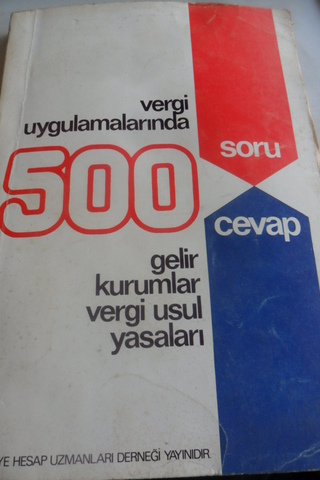 vergi
uygulamalarında
500
soru
cevap
gelir
kurumlar
vergi usul
yasaları
YE HESAP UZMANLARI DERNEĞİ YAYINIDIR